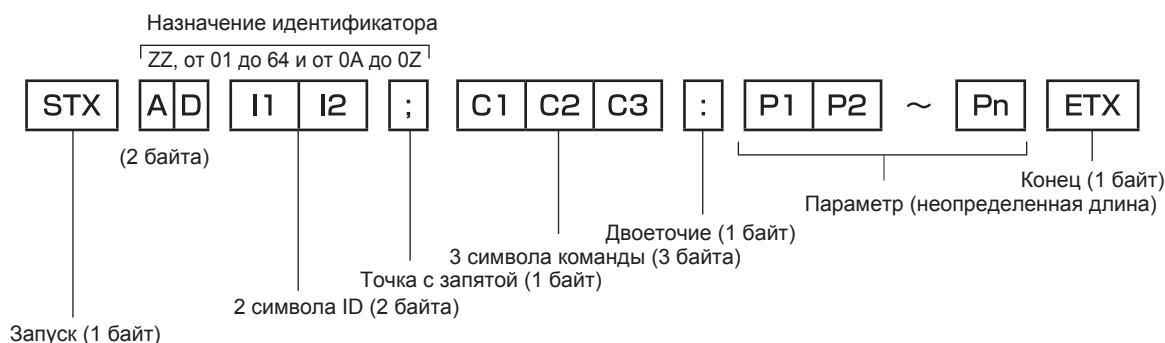 Назначение идентификатора
ZZ, от 01 до 64 и от 0A до 0Z
STX A D I1 I2 ; C1 C2 C3 : P1 P2 ~ Pn ETX
(2 байта)
Конец (1 байт)
Параметр (неопределенная длина)
Двоеточие (1 байт)
3 символа команды (3 байта)
Точка с запятой (1 байт)
2 символа ID (2 байта)
Запуск (1 байт)